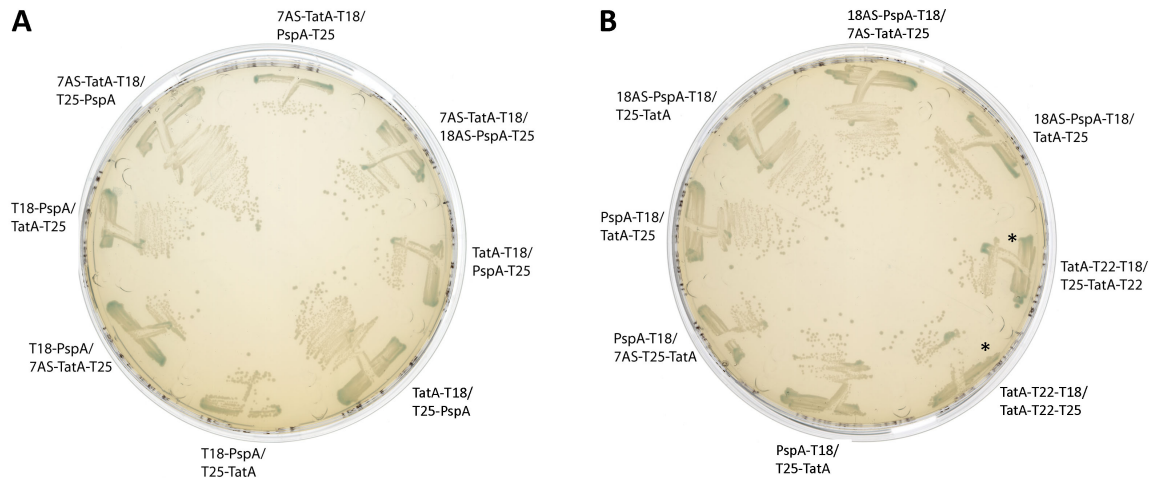 A
7AS-TatA-T18/
PspA-T25
7AS-TatA-T18/
T25-PspA
7AS-TatA-T18/
18AS-PspA-T25
T18-PspA/
TatA-T25
TatA-T18/
PspA-T25
T18-PspA/
7AS-TatA-T25
TatA-T18/
T25-PspA
T18-PspA/
T25-TatA
B
18AS-PspA-T18/
7AS-TatA-T25
18AS-PspA-T18/
T25-TatA
18AS-PspA-T18/
TatA-T25
PspA-T18/
TatA-T25
*
TatA-T22-T18/
T25-TatA-T22
PspA-T18/
7AS-T25-TatA
*
TatA-T22-T18/
TatA-T22-T25
PspA-T18/
T25-TatA